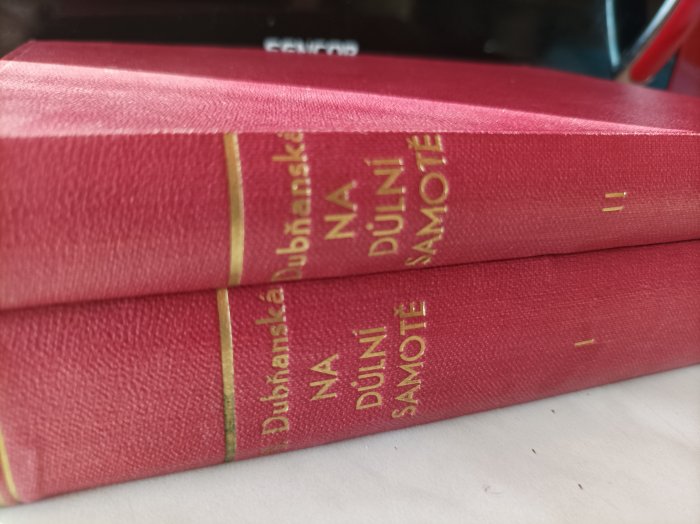 SENCOR
Dubňanská
NA
DŮLNÍ
SAMOTĚ
II
. Dubňanská
NA
DŮLNÍ
SAMOTĚ
I